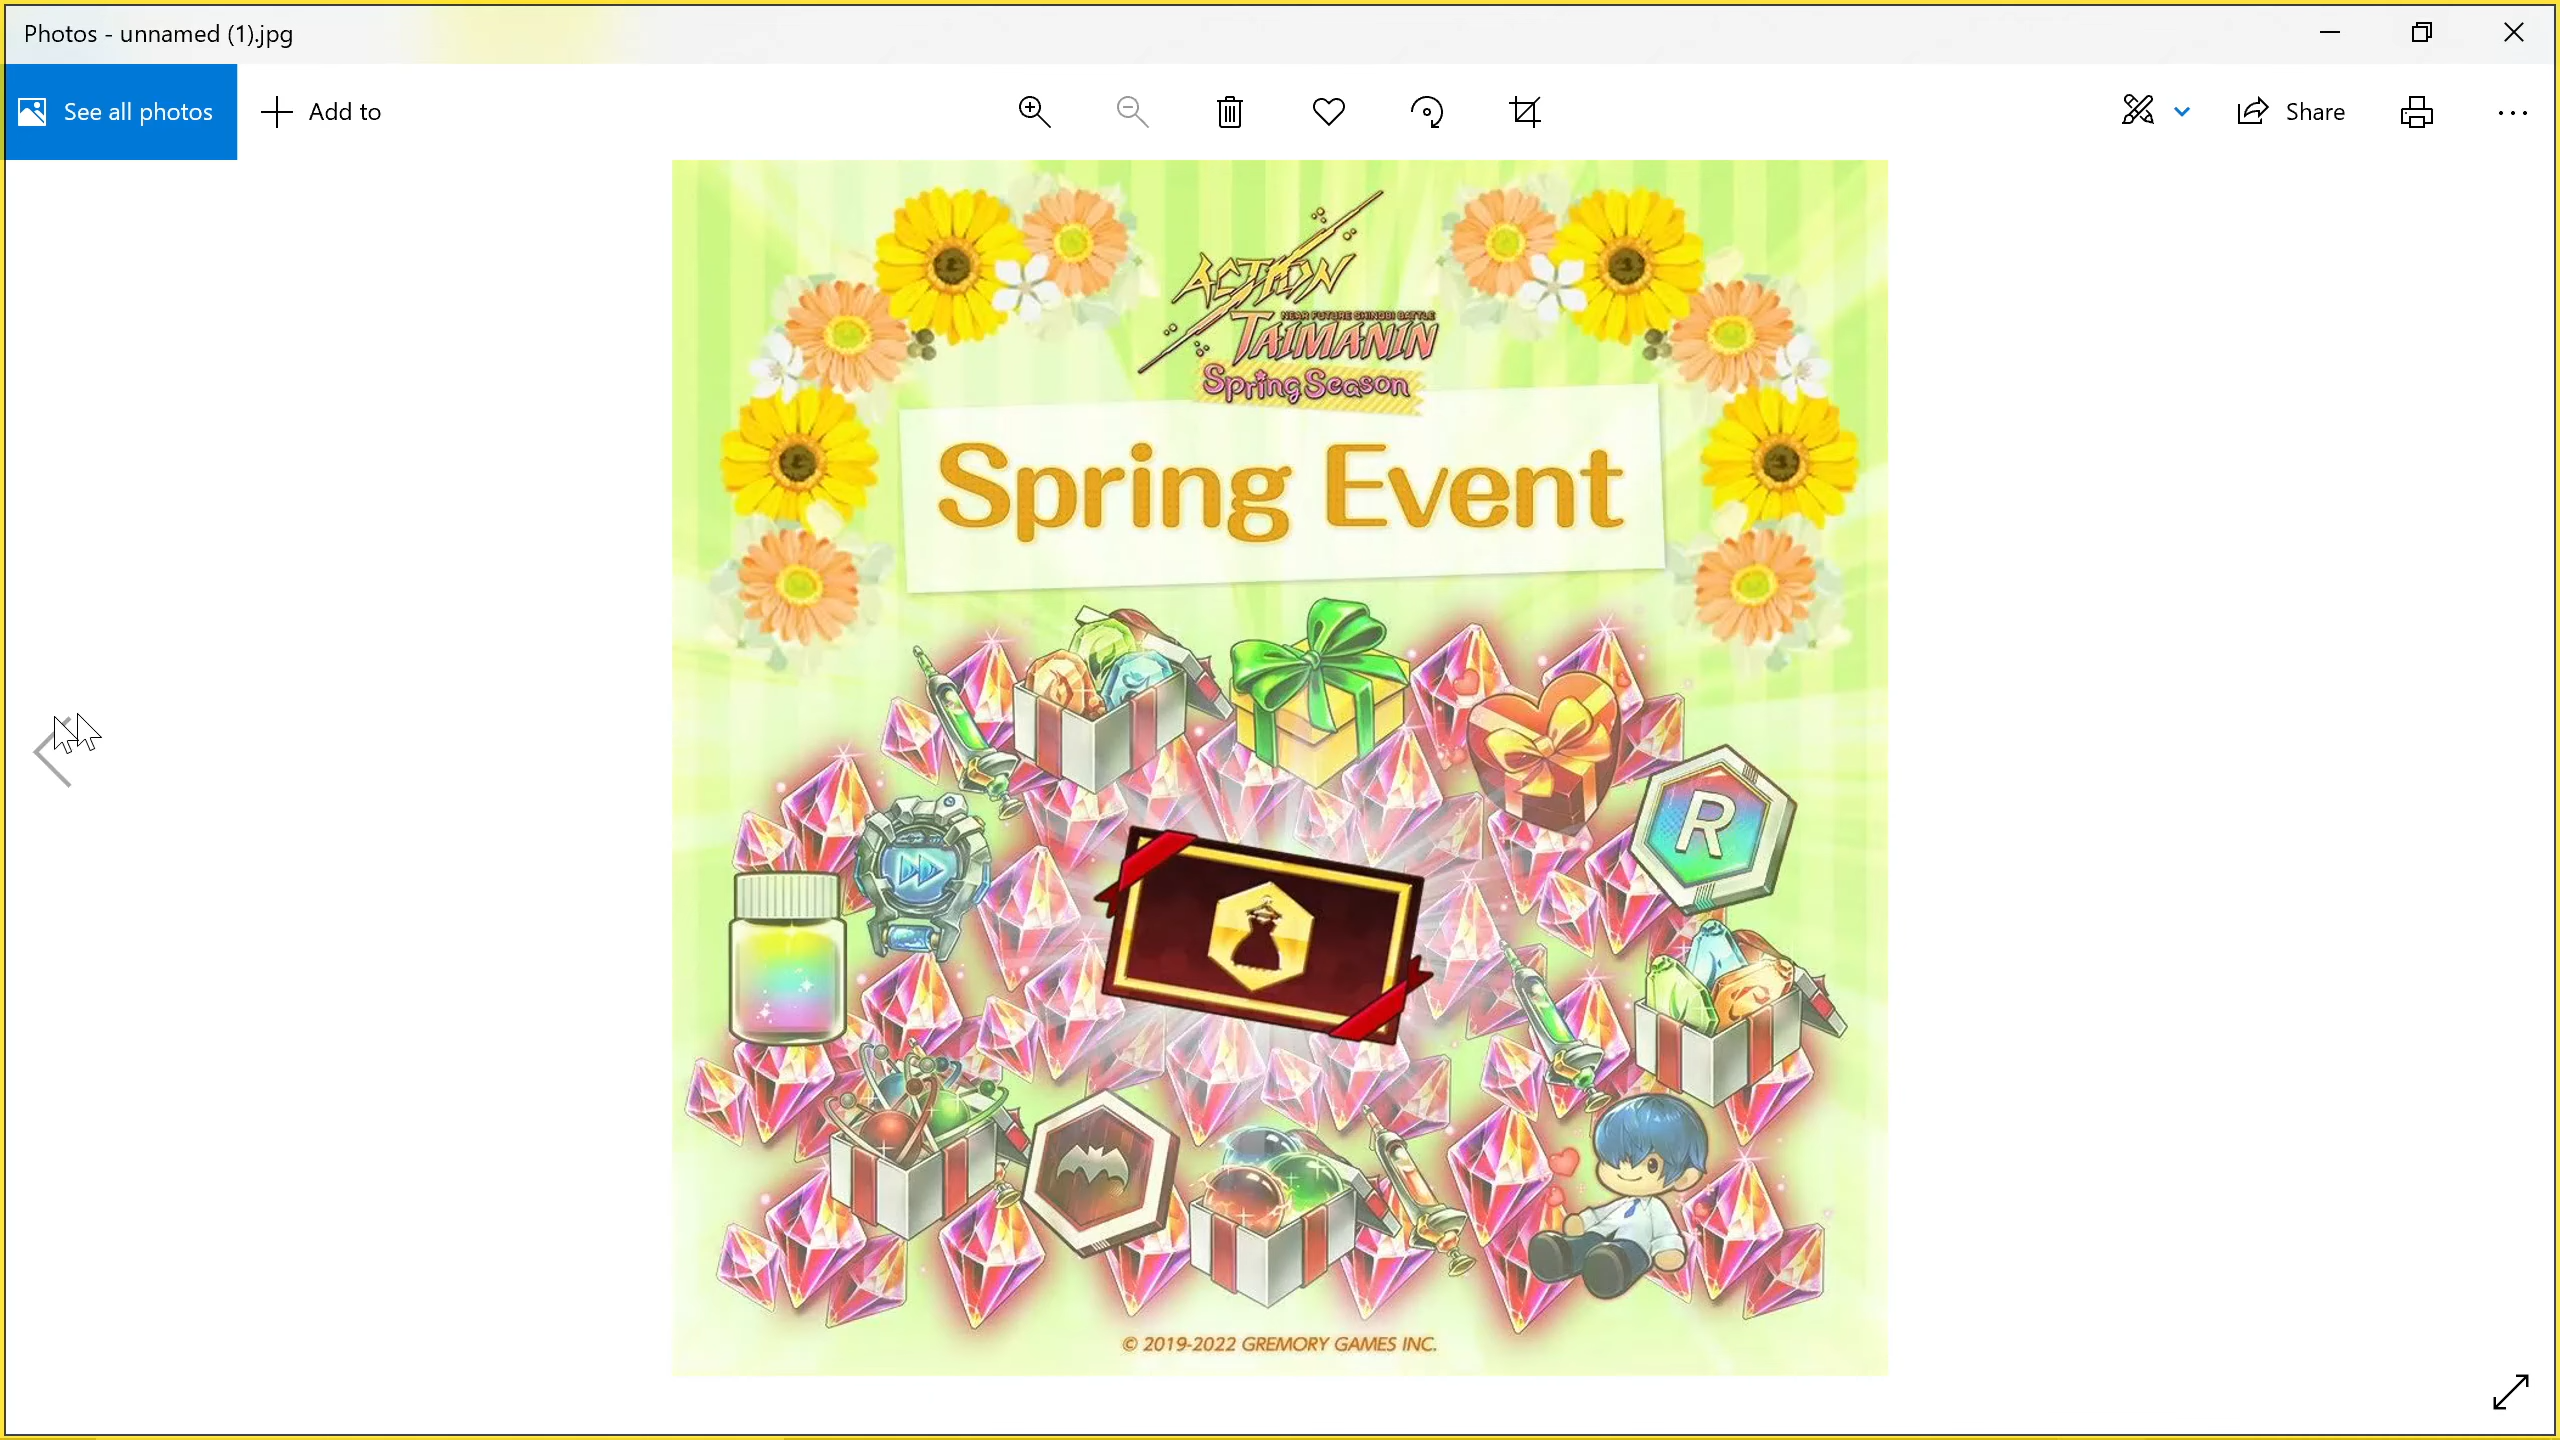 Photos - unnamed (1).jpg
See all photos
Add to
Share
ACTION
NEAR FUTURE SHINOBI BATTLE
TAIMANIN
Spring Season
Spring Event
R
© 2019-2022 GREMORY GAMES INC.